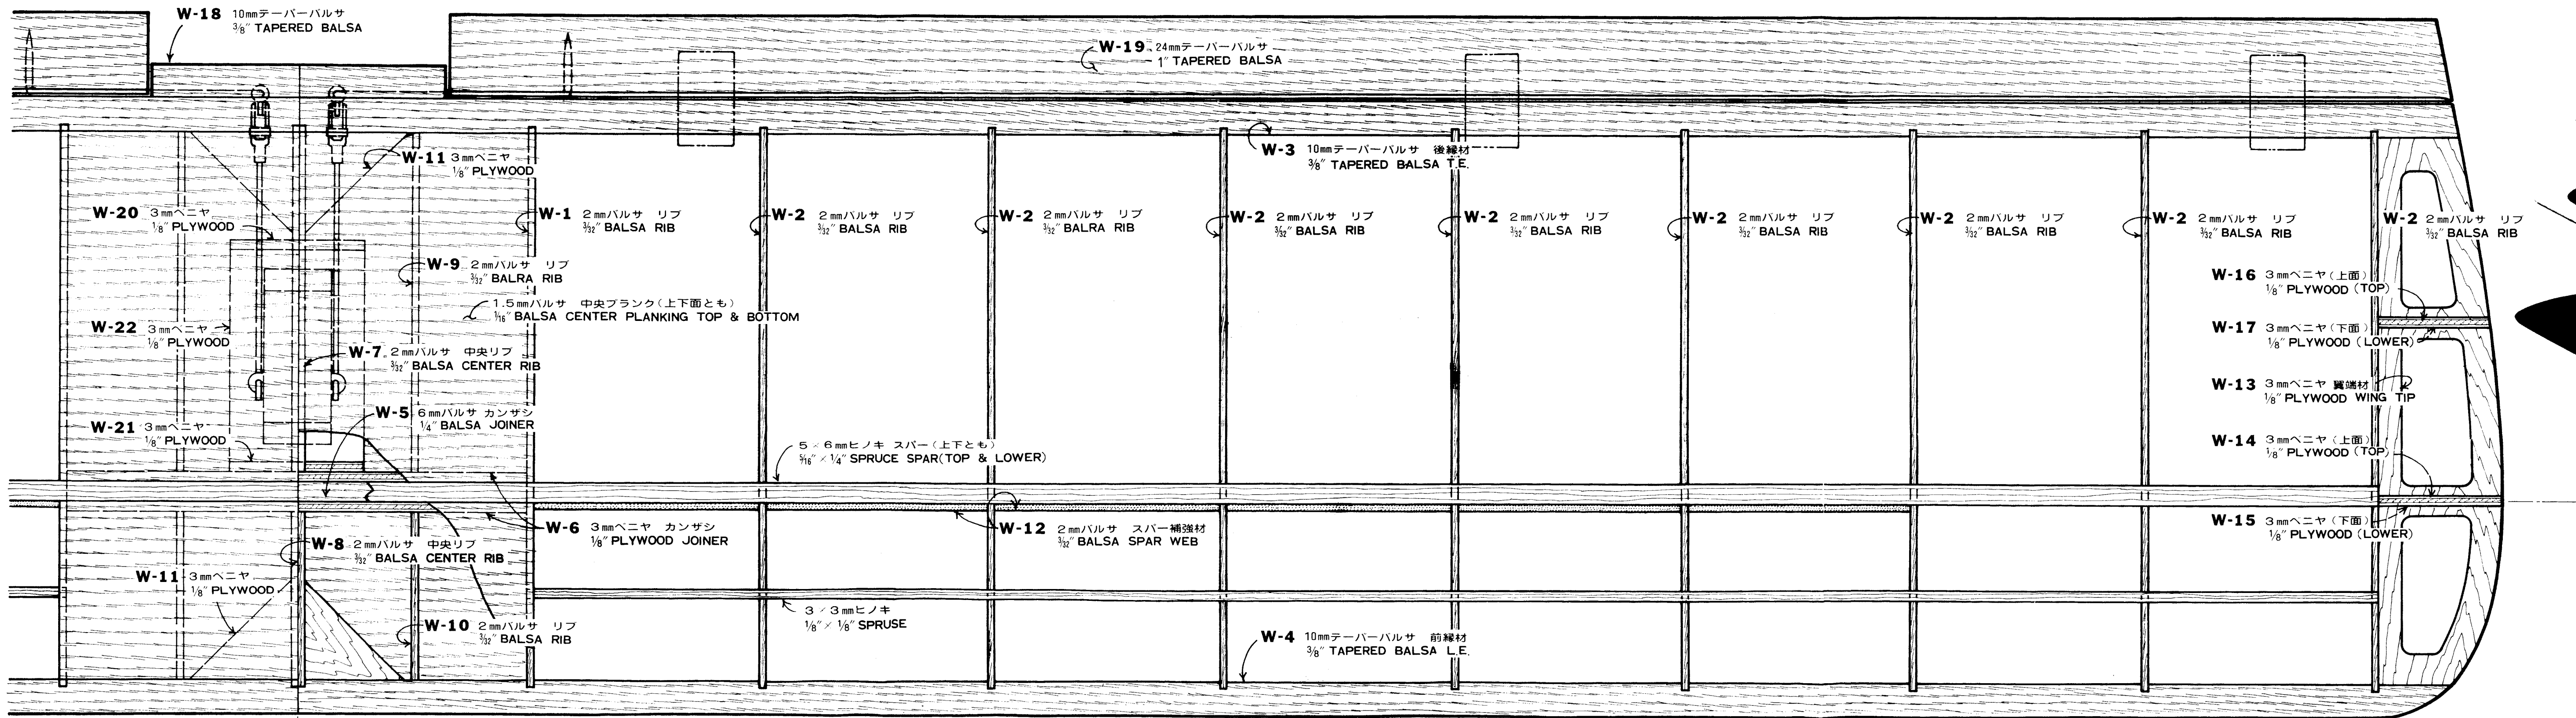 W-18 10mmテーパーバルサ
3/8″ TAPERED BALSA
W-19 24mmテーパーバルサ
1″ TAPERED BALSA
W-3 10mmテーパーバルサ 後縁材
3/8″ TAPERED BALSA T.E.
W-11 3mmベニヤ
1/8″ PLYWOOD
W-20 3mmベニヤ
1/8″ PLYWOOD
W-1 2mmバルサ リブ
3/32″ BALSA RIB
W-2 2mmバルサ リブ
3/32″ BALSA RIB
W-2 2mmバルサ リブ
3/32″ BALRA RIB
W-2 2mmバルサ リブ
3/32″ BALSA RIB
W-2 2mmバルサ リブ
3/32″ BALSA RIB
W-2 2mmバルサ リブ
3/32″ BALSA RIB
W-2 2mmバルサ リブ
3/32″ BALSA RIB
W-2 2mmバルサ リブ
3/32″ BALSA RIB
W-2 2mmバルサ リブ
3/32″ BALSA RIB
W-9 2mmバルサ リブ
3/32″ BALRA RIB
1.5mmバルサ 中央プランク(上下面とも)
1/16″ BALSA CENTER PLANKING TOP & BOTTOM
W-16 3mmベニヤ(上面)
1/8″ PLYWOOD (TOP)
W-22 3mmベニヤ
1/8″ PLYWOOD
W-17 3mmベニヤ(下面)
1/8″ PLYWOOD (LOWER)
W-7 2mmバルサ 中央リブ
3/32″ BALSA CENTER RIB
W-13 3mmベニヤ 翼端材
1/8″ PLYWOOD WING TIP
W-5 6mmバルサ カンザシ
1/4″ BALSA JOINER
W-21 3mmベニヤ
1/8″ PLYWOOD
5×6mmヒノキ スパー(上下とも)
5/16″×1/4″ SPRUCE SPAR(TOP & LOWER)
W-14 3mmベニヤ(上面)
1/8″ PLYWOOD (TOP)
W-6 3mmベニヤ カンザシ
1/8″ PLYWOOD JOINER
W-12 2mmバルサ スパー補強材
3/32″ BALSA SPAR WEB
W-15 3mmベニヤ(下面)
1/8″ PLYWOOD (LOWER)
W-8 2mmバルサ 中央リブ
3/32″ BALSA CENTER RIB
W-11 3mmベニヤ
1/8″ PLYWOOD
3×3mmヒノキ
1/8″×1/8″ SPRUSE
W-10 2mmバルサ リブ
3/32″ BALSA RIB
W-4 10mmテーパーバルサ 前縁材
3/8″ TAPERED BALSA L.E.